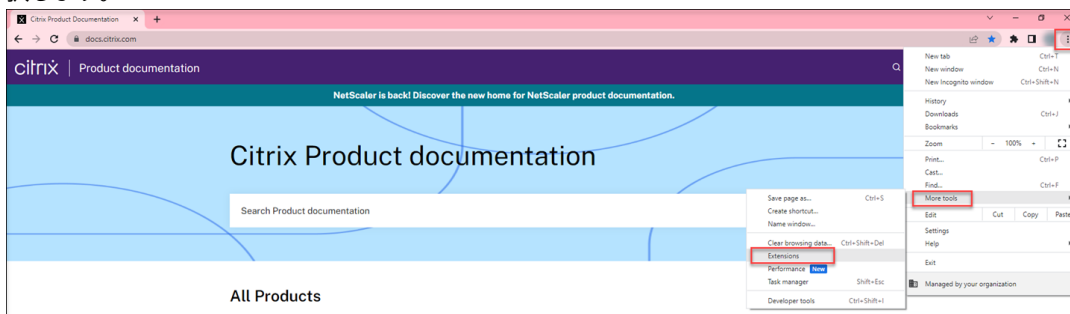 Citrix Product Documentation
docs.citrix.com
citrix | Product documentation
NetScaler is back! Discover the new home for NetScaler product documentation.
Citrix Product documentation
Search Product documentation
All Products
New tab Ctrl+T
New window Ctrl+N
New Incognito window Ctrl+Shift+N
History
Downloads Ctrl+J
Bookmarks
Zoom - 100% +
Print... Ctrl+P
Cast...
Find... Ctrl+F
More tools
Edit Cut Copy Paste
Settings
Help
Exit
Managed by your organization
Save page as... Ctrl+S
Create shortcut...
Name window...
Clear browsing data... Ctrl+Shift+Del
Extensions
Performance New
Task manager Shift+Esc
Developer tools Ctrl+Shift+I